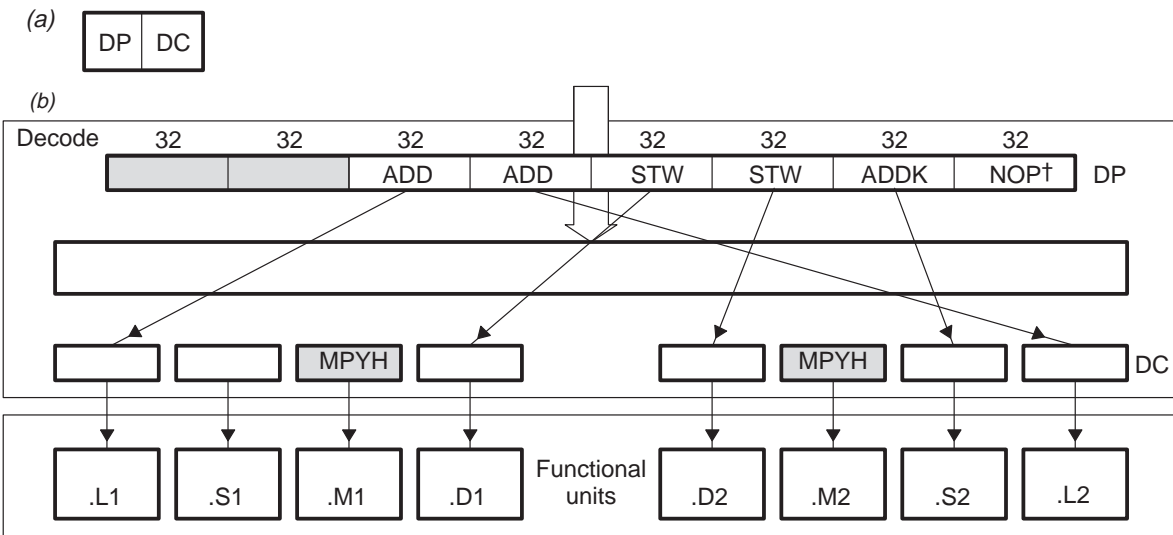 (a)
DP DC
(b)
Decode 32 32 32 32 32 32 32 32
ADD ADD STW STW ADDK NOP† DP
MPYH MPYH DC
Functional
units
.L1 .S1 .M1 .D1 .D2 .M2 .S2 .L2